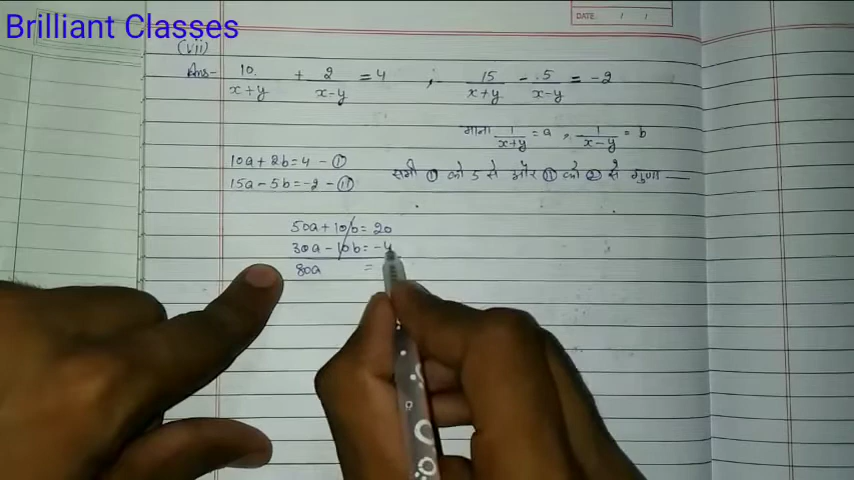 Brilliant Classes
DATE: / /
(vii)
Ans- 10/(x+y) + 2/(x-y) = 4 , 15/(x+y) - 5/(x-y) = -2
माना 1/(x+y) = a , 1/(x-y) = b
10a + 2b = 4 - ①
15a - 5b = -2 - ⑪ समी ① को 5 से और ⑪ को ② से गुणा
50a + 10b = 20
30a - 10b = -4
80a =